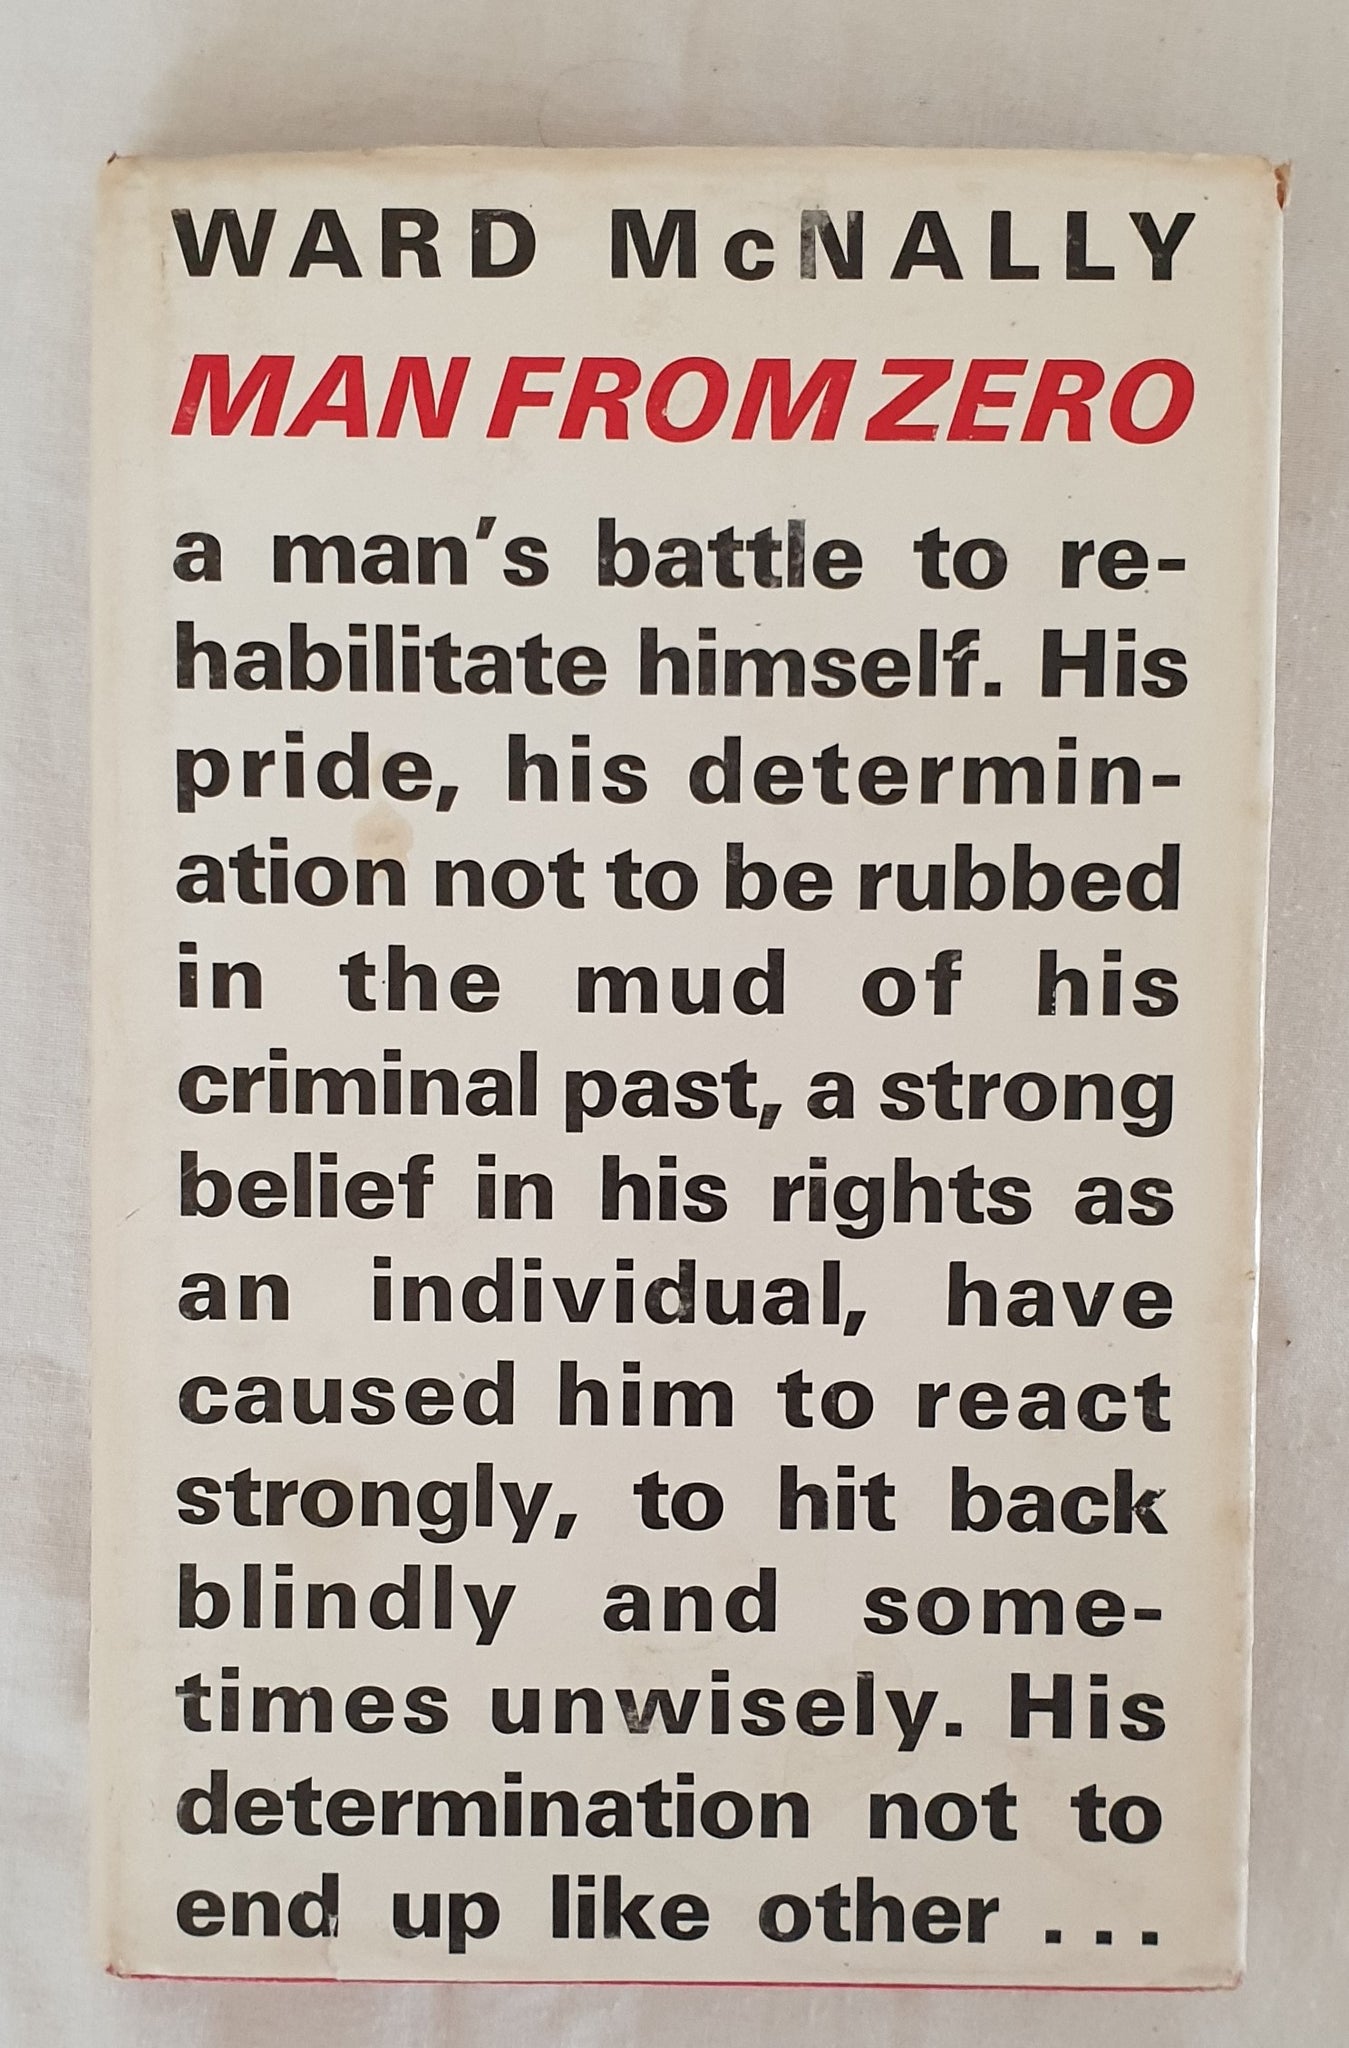 WARD McNALLY
MAN FROM ZERO
a man's battle to re-
habilitate himself. His
pride, his determin-
ation not to be rubbed
in the mud of his
criminal past, a strong
belief in his rights as
an individual, have
caused him to react
strongly, to hit back
blindly and some-
times unwisely. His
determination not to
end up like other ...